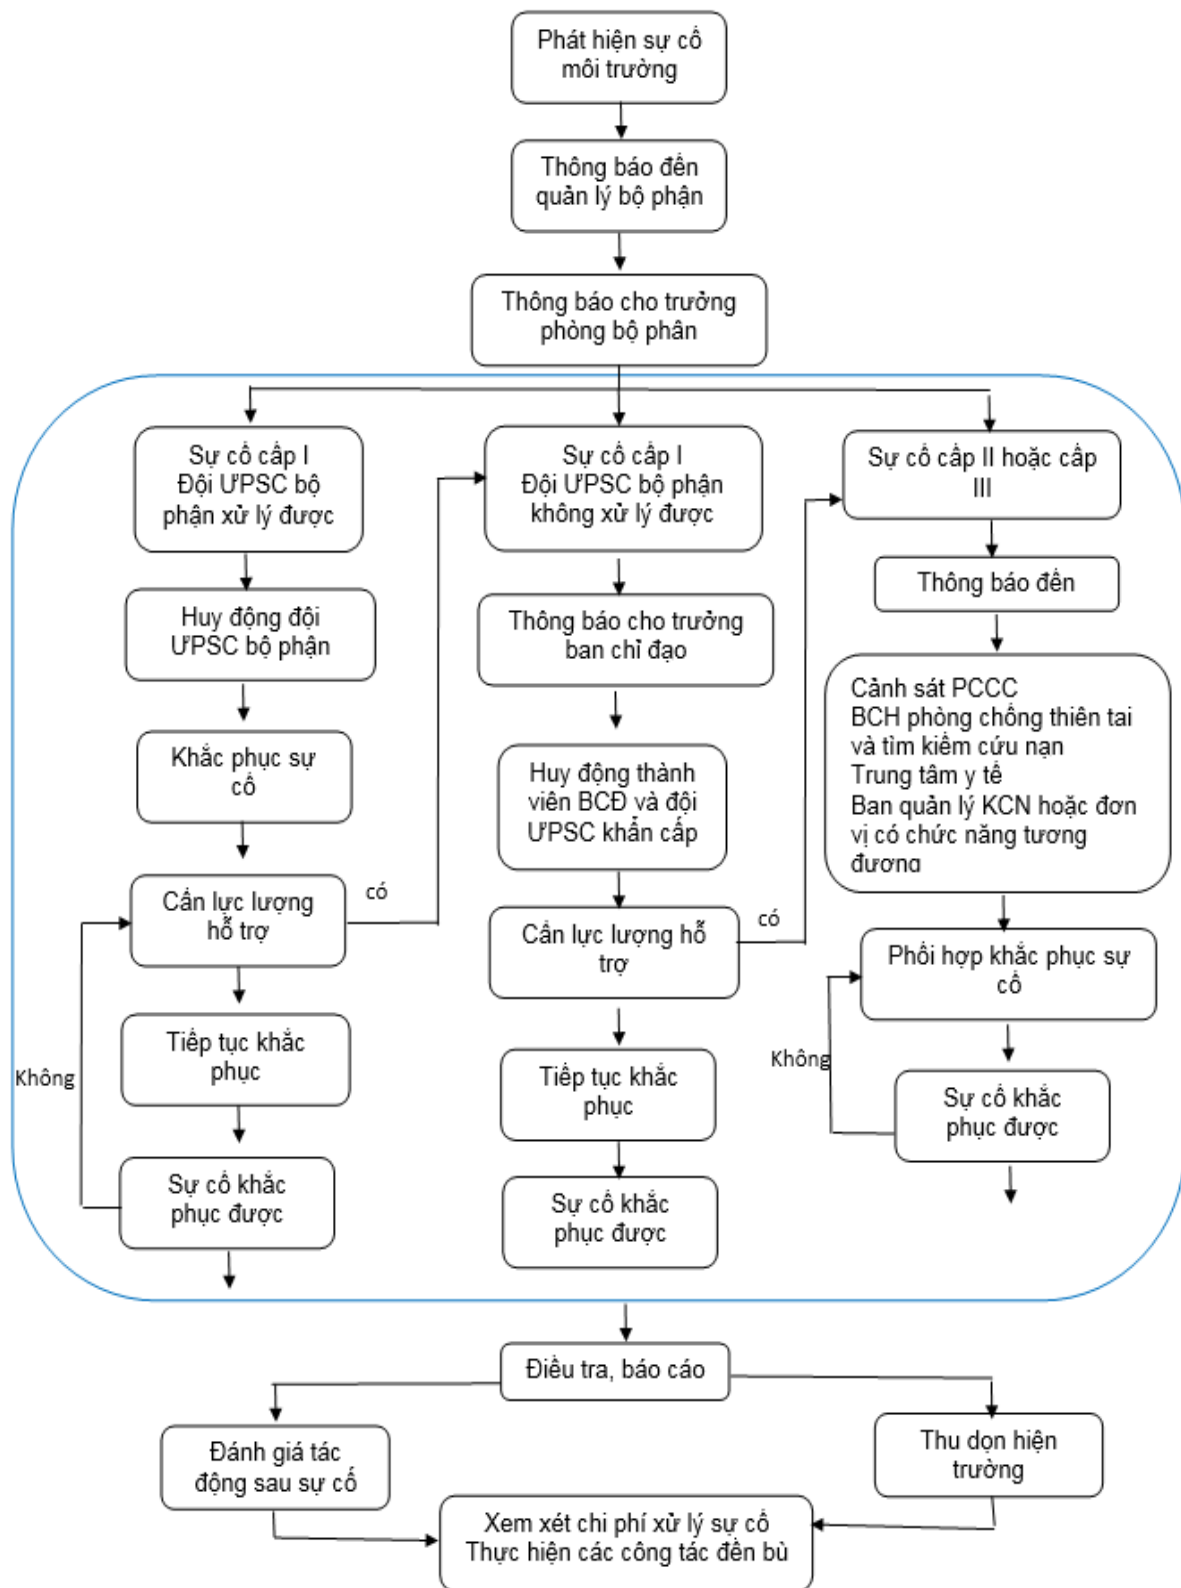 Phát hiện sự cố
môi trường
Thông báo đến
quản lý bộ phận
Thông báo cho trưởng
phòng bộ phân
Sự cố cấp I
Đội ƯPSC bộ
phận xử lý được
Huy động đội
ƯPSC bộ phận
Khắc phục sự
cố
Cần lực lượng
hỗ trợ
có
Tiếp tục khắc
phục
Không
Sự cố khắc
phục được
Sự cố cấp I
Đội ƯPSC bộ phận
không xử lý được
Thông báo cho trưởng
ban chỉ đạo
Huy động thành
viên BCĐ và đội
ƯPSC khẩn cấp
Cần lực lượng hỗ
trợ
có
Tiếp tục khắc
phục
Sự cố khắc
phục được
Sự cố cấp II hoặc cấp
III
Thông báo đến
Cảnh sát PCCC
BCH phòng chống thiên tai
và tìm kiếm cứu nạn
Trung tâm y tế
Ban quản lý KCN hoặc đơn
vị có chức năng tương
đương
Phối hợp khắc phục sự
cố
Không
Sự cố khắc
phục được
Điều tra, báo cáo
Đánh giá tác
động sau sự cố
Thu dọn hiện
trường
Xem xét chi phí xử lý sự cố
Thực hiện các công tác đền bù